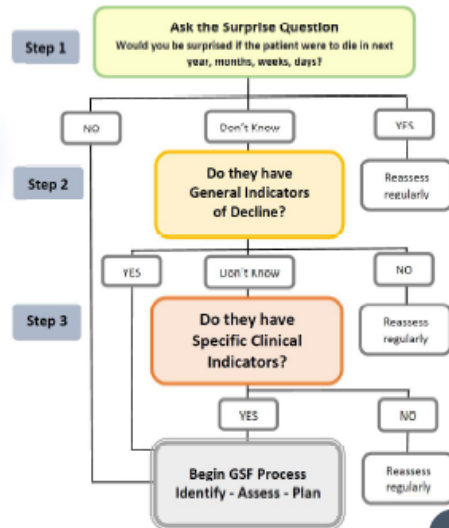 Step 1
Ask the Surprise Question
Would you be surprised if the patient were to die in next
year, months, weeks, days?
NO
Don't Know
YES
Step 2
Do they have
General Indicators
of Decline?
Reassess
regularly
YES
Don't Know
NO
Step 3
Do they have
Specific Clinical
Indicators?
Reassess
regularly
YES
NO
Begin GSF Process
Identify - Assess - Plan
Reassess
regularly